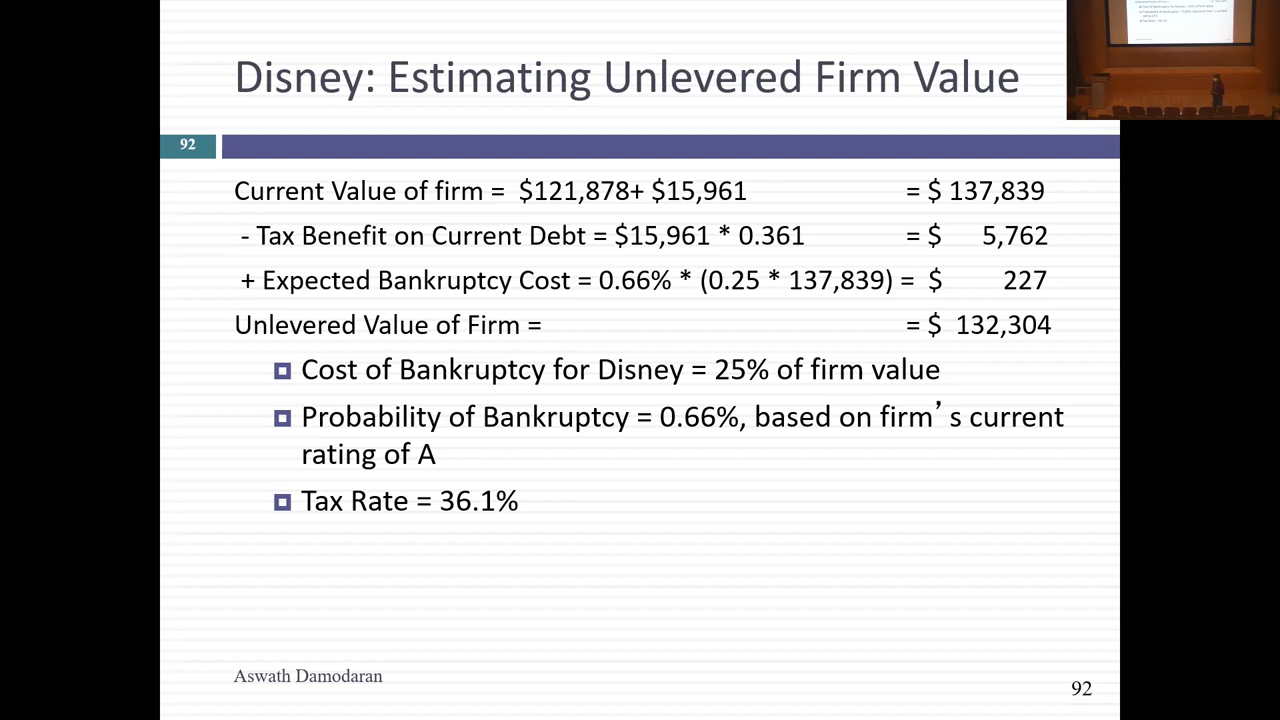 Disney: Estimating Unlevered Firm Value
92
Current Value of firm = $121,878+ $15,961 = $ 137,839
- Tax Benefit on Current Debt = $15,961 * 0.361 = $ 5,762
+ Expected Bankruptcy Cost = 0.66% * (0.25 * 137,839) = $ 227
Unlevered Value of Firm = = $ 132,304
Cost of Bankruptcy for Disney = 25% of firm value
Probability of Bankruptcy = 0.66%, based on firm’s current
rating of A
Tax Rate = 36.1%
Aswath Damodaran
92